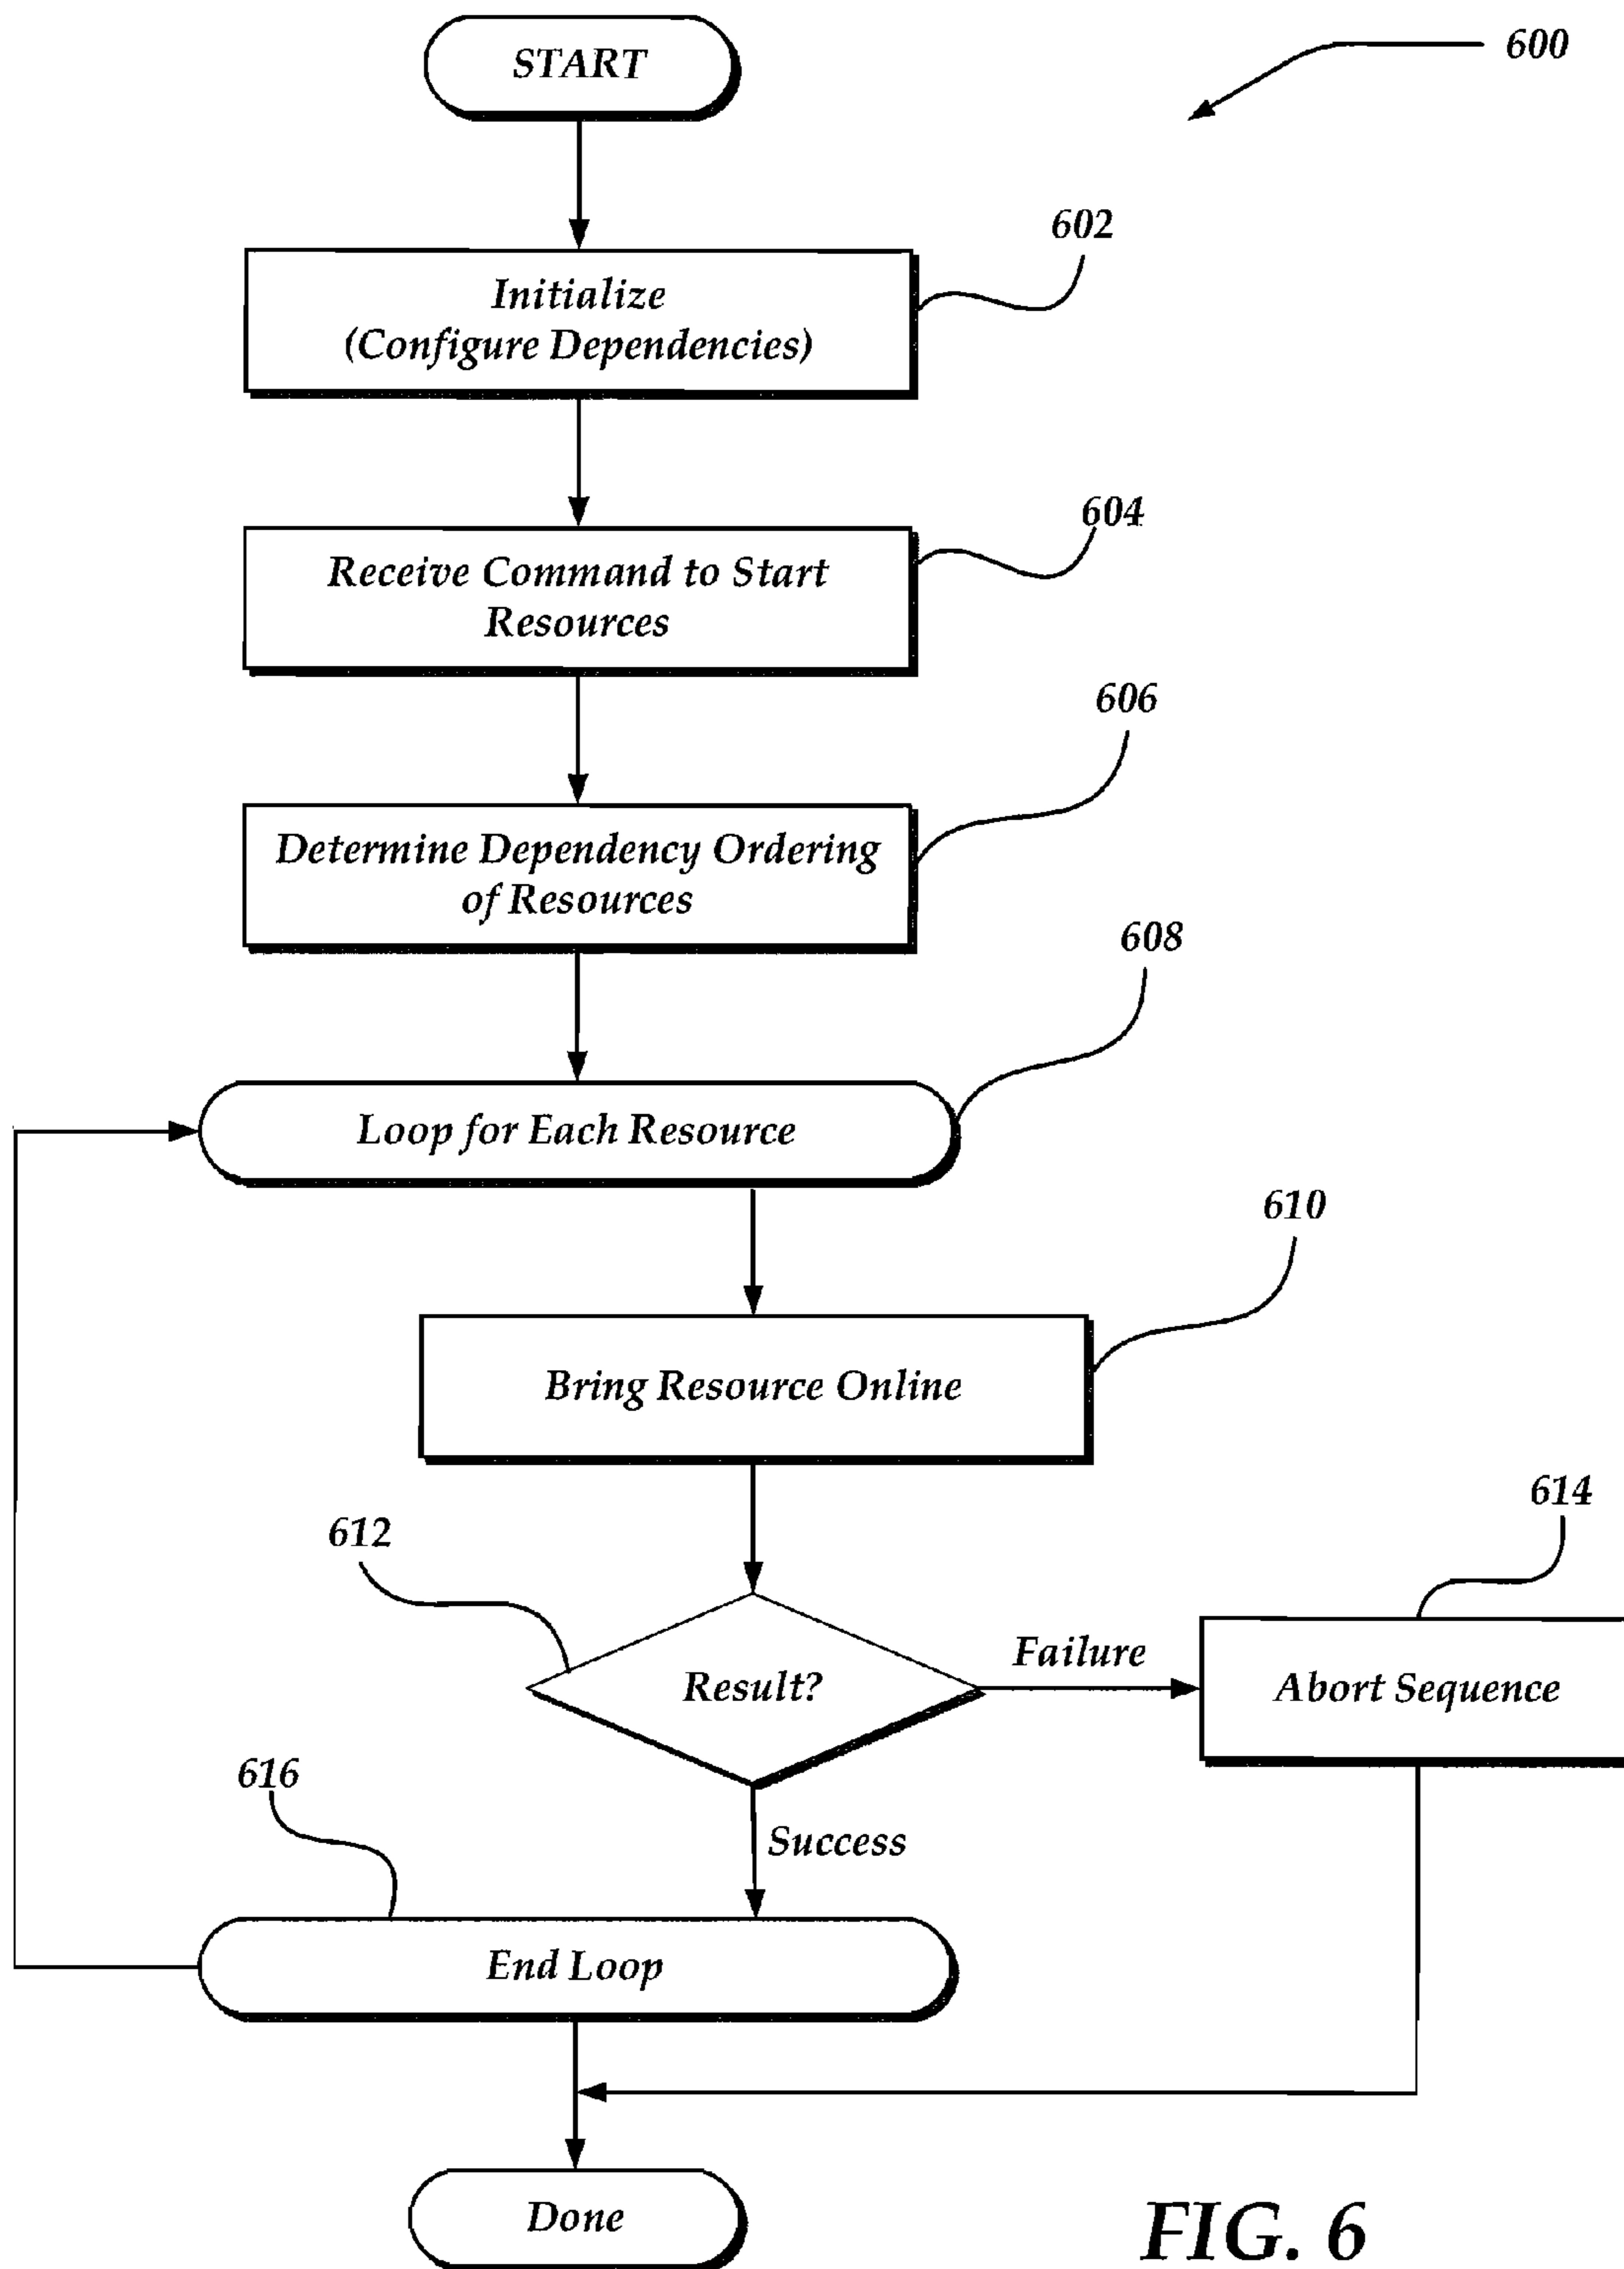 START
600
602
Initialize
(Configure Dependencies)
604
Receive Command to Start
Resources
606
Determine Dependency Ordering
of Resources
608
Loop for Each Resource
610
Bring Resource Online
614
612
Failure
Result?
Abort Sequence
616
Success
End Loop
Done
FIG. 6